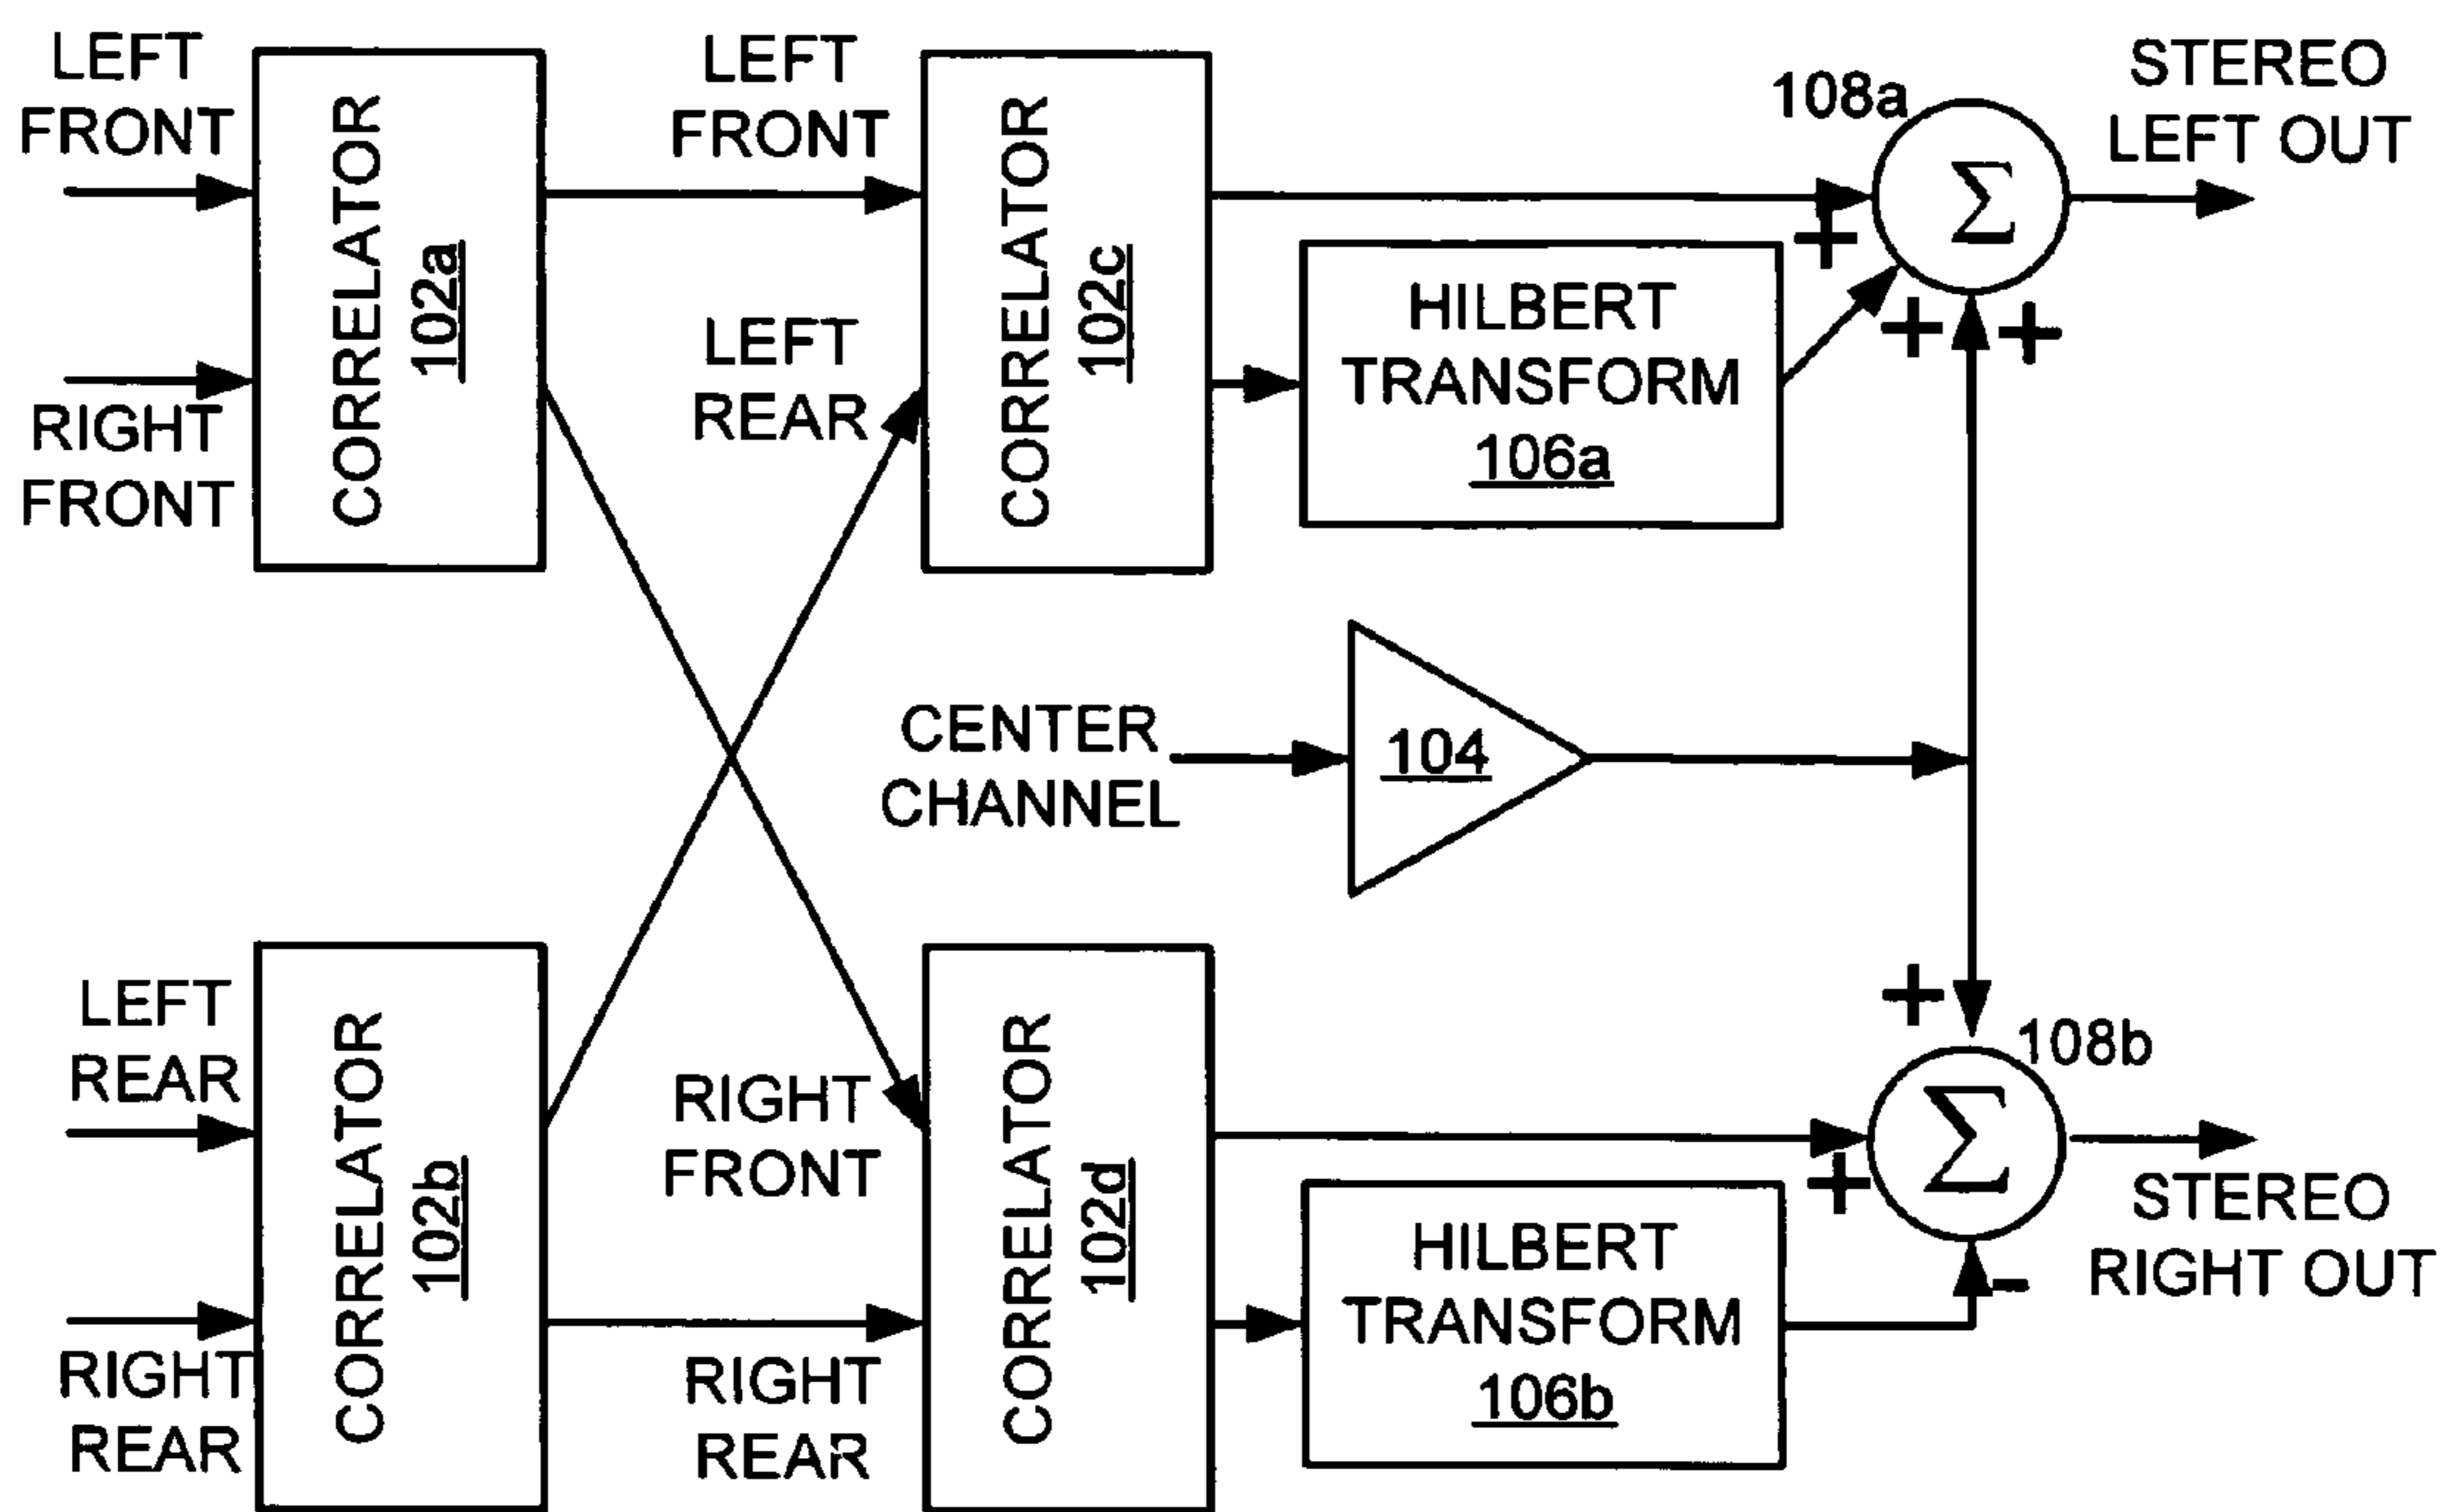 LEFT
FRONT
RIGHT
FRONT
CORRELATOR
102a
LEFT
FRONT
LEFT
REAR
CORRELATOR
102c
HILBERT
TRANSFORM
106a
108a
Σ
+
+
+
STEREO
LEFT OUT
CENTER
CHANNEL
104
LEFT
REAR
RIGHT
REAR
CORRELATOR
102b
RIGHT
FRONT
RIGHT
REAR
CORRELATOR
102d
HILBERT
TRANSFORM
106b
+
108b
Σ
+
-
STEREO
RIGHT OUT